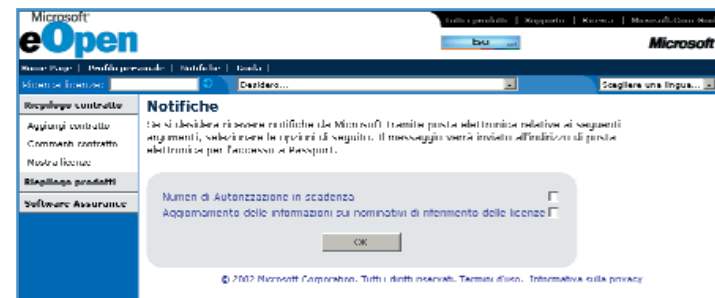 Microsoft
eOpen
Tutti i prodotti | Supporto | Ricerca | Microsoft.Com Home
bCentral
Microsoft
Home Page | Profilo personale | Notifiche | Guida |
Ricerca licenze: Desidero... Scegliere una lingua...
Riepilogo contratto
Aggiungi contratto
Commenti contratto
Mostra licenze
Riepilogo prodotti
Software Assurance
Notifiche
Se si desidera ricevere notifiche da Microsoft tramite posta elettronica relative ai seguenti
argomenti, selezionare le opzioni di seguito. Il messaggio verrà inviato all'indirizzo di posta
elettronica per l'accesso a Passport.
Numeri di Autorizzazione in scadenza
Aggiornamento delle informazioni sui nominativi di riferimento delle licenze
OK
© 2002 Microsoft Corporation. Tutti i diritti riservati. Termini d'uso. Informativa sulla privacy